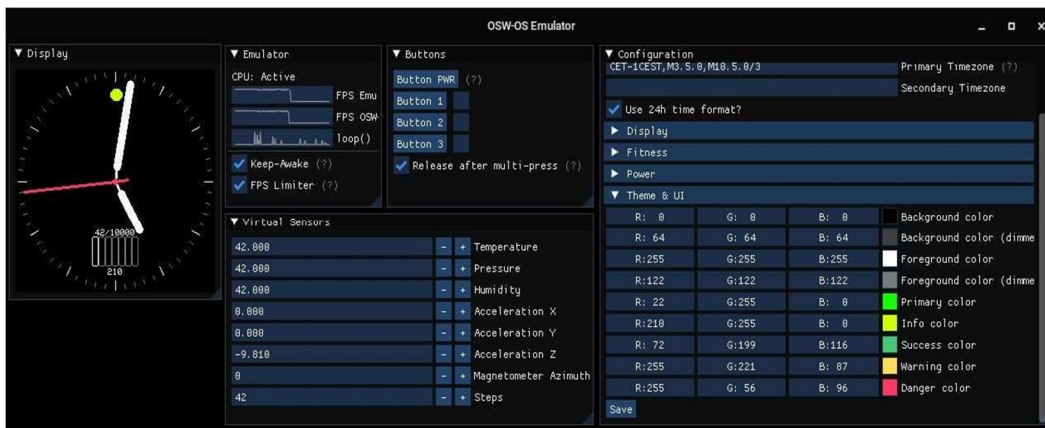 OSW-OS Emulator
Display
42/10000
210
Emulator
CPU: Active
FPS Emu
FPS OSW-
loop()
Keep-Awake (?)
FPS Limiter (?)
Buttons
Button PWR (?)
Button 1
Button 2
Button 3
Release after multi-press (?)
Virtual Sensors
42.000 - + Temperature
42.000 - + Pressure
42.000 - + Humidity
0.000 - + Acceleration X
0.000 - + Acceleration Y
-9.810 - + Acceleration Z
0 - + Magnetometer Azimuth
42 - + Steps
Configuration
CET-1CEST,M3.5.0,M10.5.0/3 Primary Timezone (?)
Secondary Timezone
Use 24h time format?
Display
Fitness
Power
Theme & UI
R: 0 G: 0 B: 0 Background color
R: 64 G: 64 B: 64 Background color (dimme
R:255 G:255 B:255 Foreground color
R:122 G:122 B:122 Foreground color (dimme
R: 22 G:255 B: 0 Primary color
R:210 G:255 B: 0 Info color
R: 72 G:199 B:116 Success color
R:255 G:221 B: 87 Warning color
R:255 G: 56 B: 96 Danger color
Save